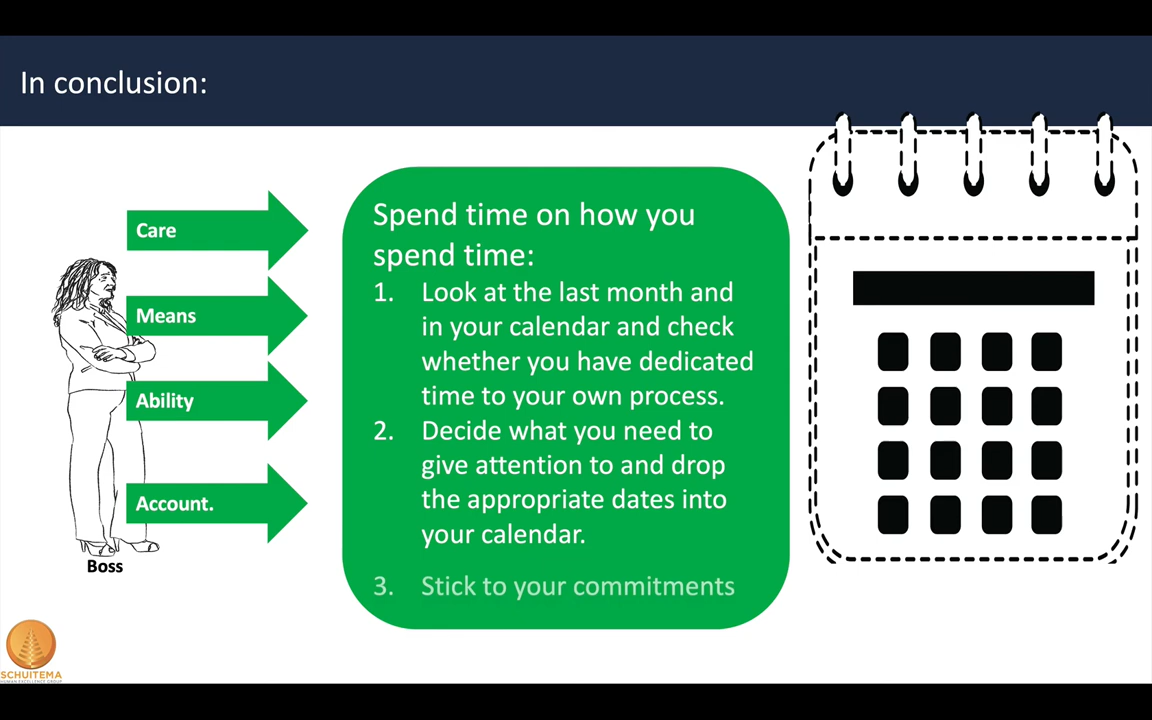 In conclusion:
Care
Means
Ability
Account.
Boss
Spend time on how you
spend time:
1. Look at the last month and
in your calendar and check
whether you have dedicated
time to your own process.
2. Decide what you need to
give attention to and drop
the appropriate dates into
your calendar.
3. Stick to your commitments
SCHUITEMA
HUMAN EXCELLENCE GROUP